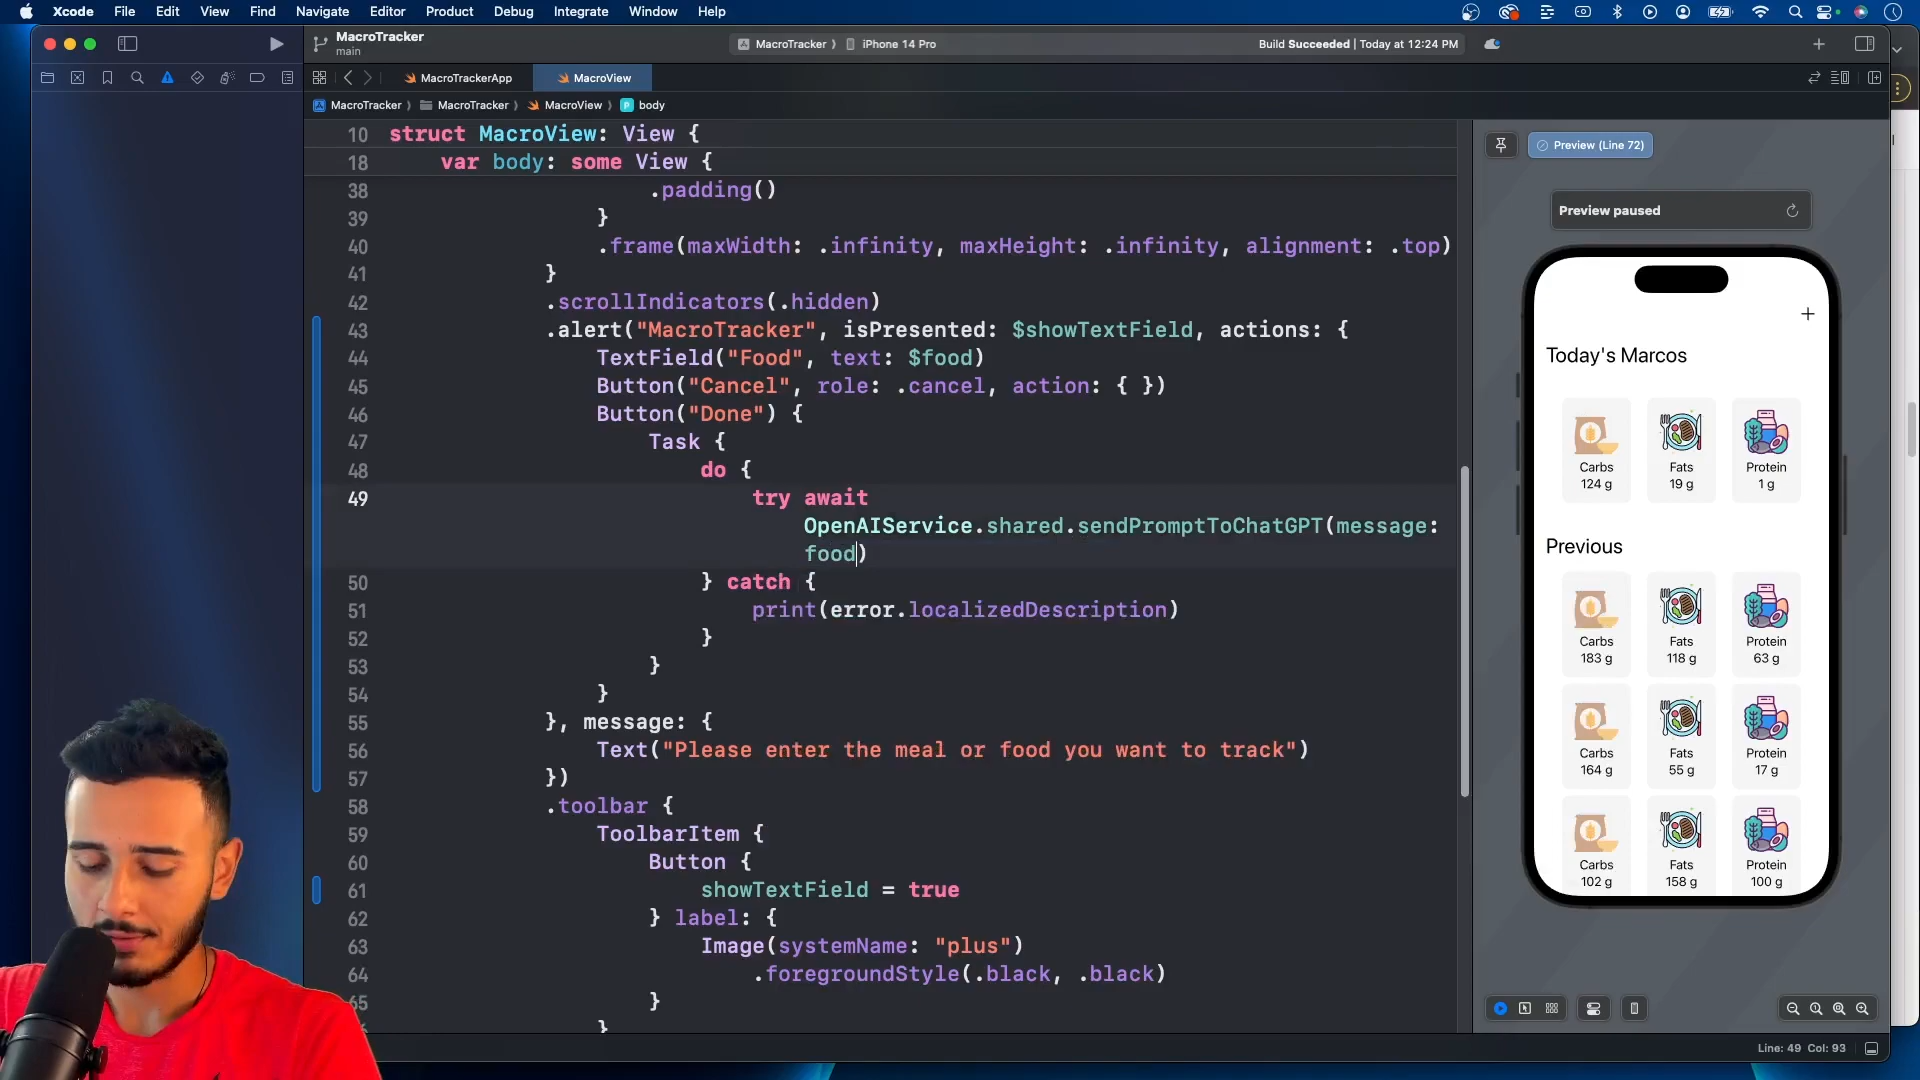 Xcode File Edit View Find Navigate Editor Product Debug Integrate Window Help
MacroTracker
main
MacroTracker
iPhone 14 Pro
Build Succeeded | Today at 12:24 PM
MacroTrackerApp
MacroView
MacroTracker
MacroTracker
MacroView
body
10 struct MacroView: View {
18 var body: some View {
38 .padding()
39 }
40 .frame(maxWidth: .infinity, maxHeight: .infinity, alignment: .top)
41 }
42 .scrollIndicators(.hidden)
43 .alert("MacroTracker", isPresented: $showTextField, actions: {
44 TextField("Food", text: $food)
45 Button("Cancel", role: .cancel, action: { })
46 Button("Done") {
47 Task {
48 do {
49 try await
OpenAIService.shared.sendPromptToChatGPT(message:
food)
50 } catch {
51 print(error.localizedDescription)
52 }
53 }
54 }
55 }, message: {
56 Text("Please enter the meal or food you want to track")
57 })
58 .toolbar {
59 ToolbarItem {
60 Button {
61 showTextField = true
62 } label: {
63 Image(systemName: "plus")
64 .foregroundStyle(.black, .black)
65 }
}
Preview (Line 72)
Preview paused
Today's Marcos
Carbs Fats Protein
124 g 19 g 1 g
Previous
Carbs Fats Protein
183 g 118 g 63 g
Carbs Fats Protein
164 g 55 g 17 g
Carbs Fats Protein
102 g 158 g 100 g
Line: 49 Col: 93